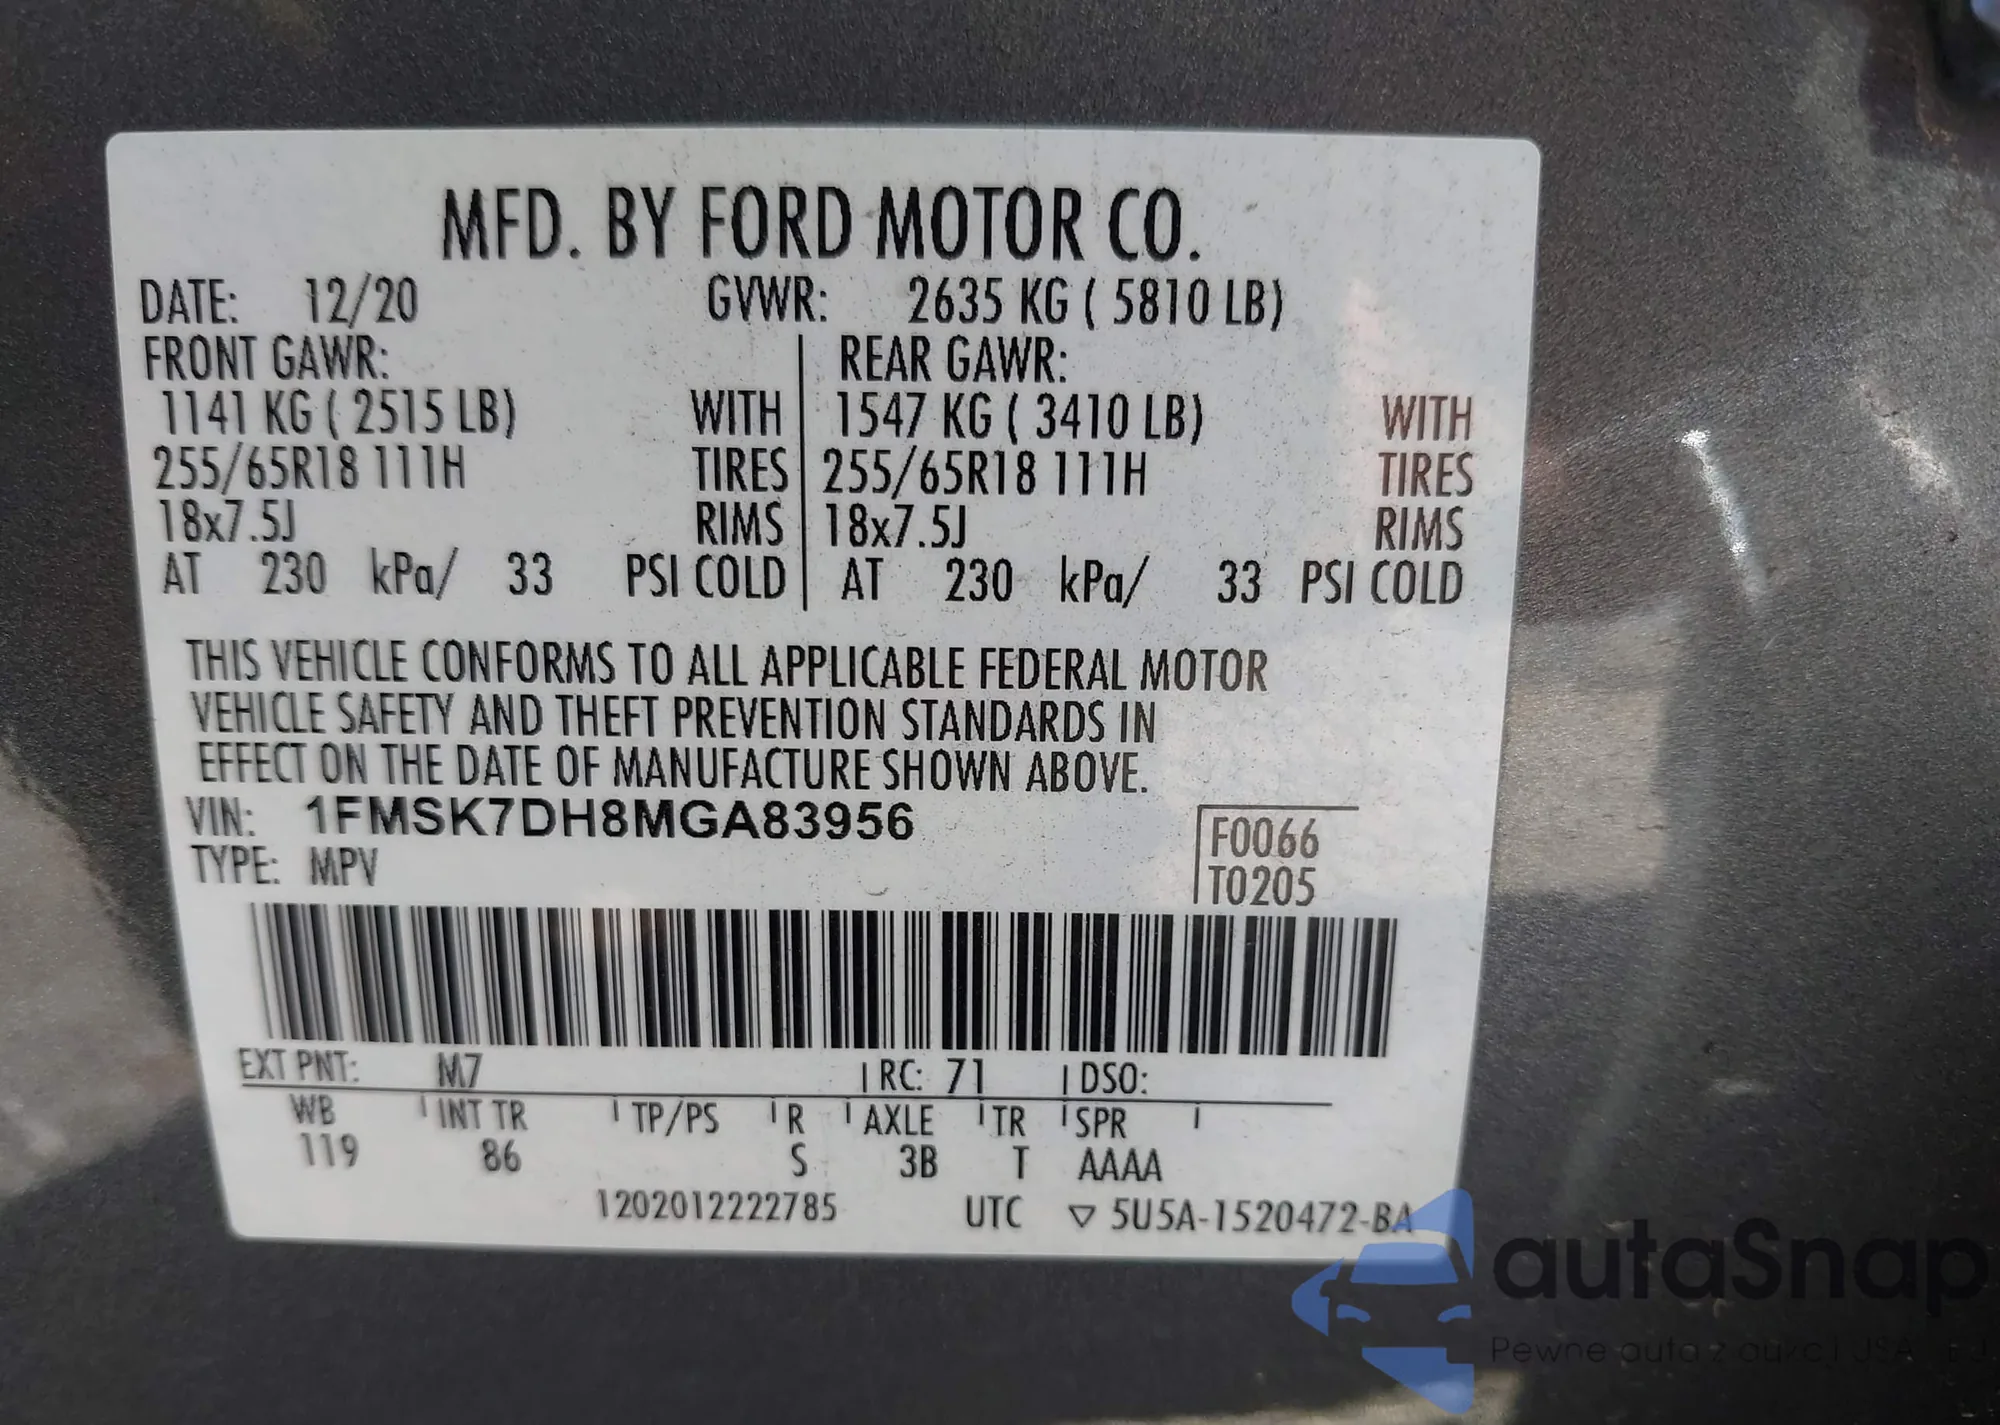 MFD. BY FORD MOTOR CO.
DATE: 12/20 GVWR: 2635 KG ( 5810 LB)
FRONT GAWR: REAR GAWR:
1141 KG ( 2515 LB) WITH 1547 KG ( 3410 LB) WITH
255/65R18 111H TIRES 255/65R18 111H TIRES
18x7.5J RIMS 18x7.5J RIMS
AT 230 kPa/ 33 PSI COLD AT 230 kPa/ 33 PSI COLD
THIS VEHICLE CONFORMS TO ALL APPLICABLE FEDERAL MOTOR
VEHICLE SAFETY AND THEFT PREVENTION STANDARDS IN
EFFECT ON THE DATE OF MANUFACTURE SHOWN ABOVE.
VIN: 1FMSK7DH8MGA83956
F0066
TYPE: MPV
T0205
EXT PNT: M7 RC: 71 DSO:
WB INT TR TP/PS R AXLE TR SPR
119 86 S 3B T AAAA
1202012222785 UTC ▽ 5U5A-1520472-BA
autaSnap
Pewne auta z aukcji USA